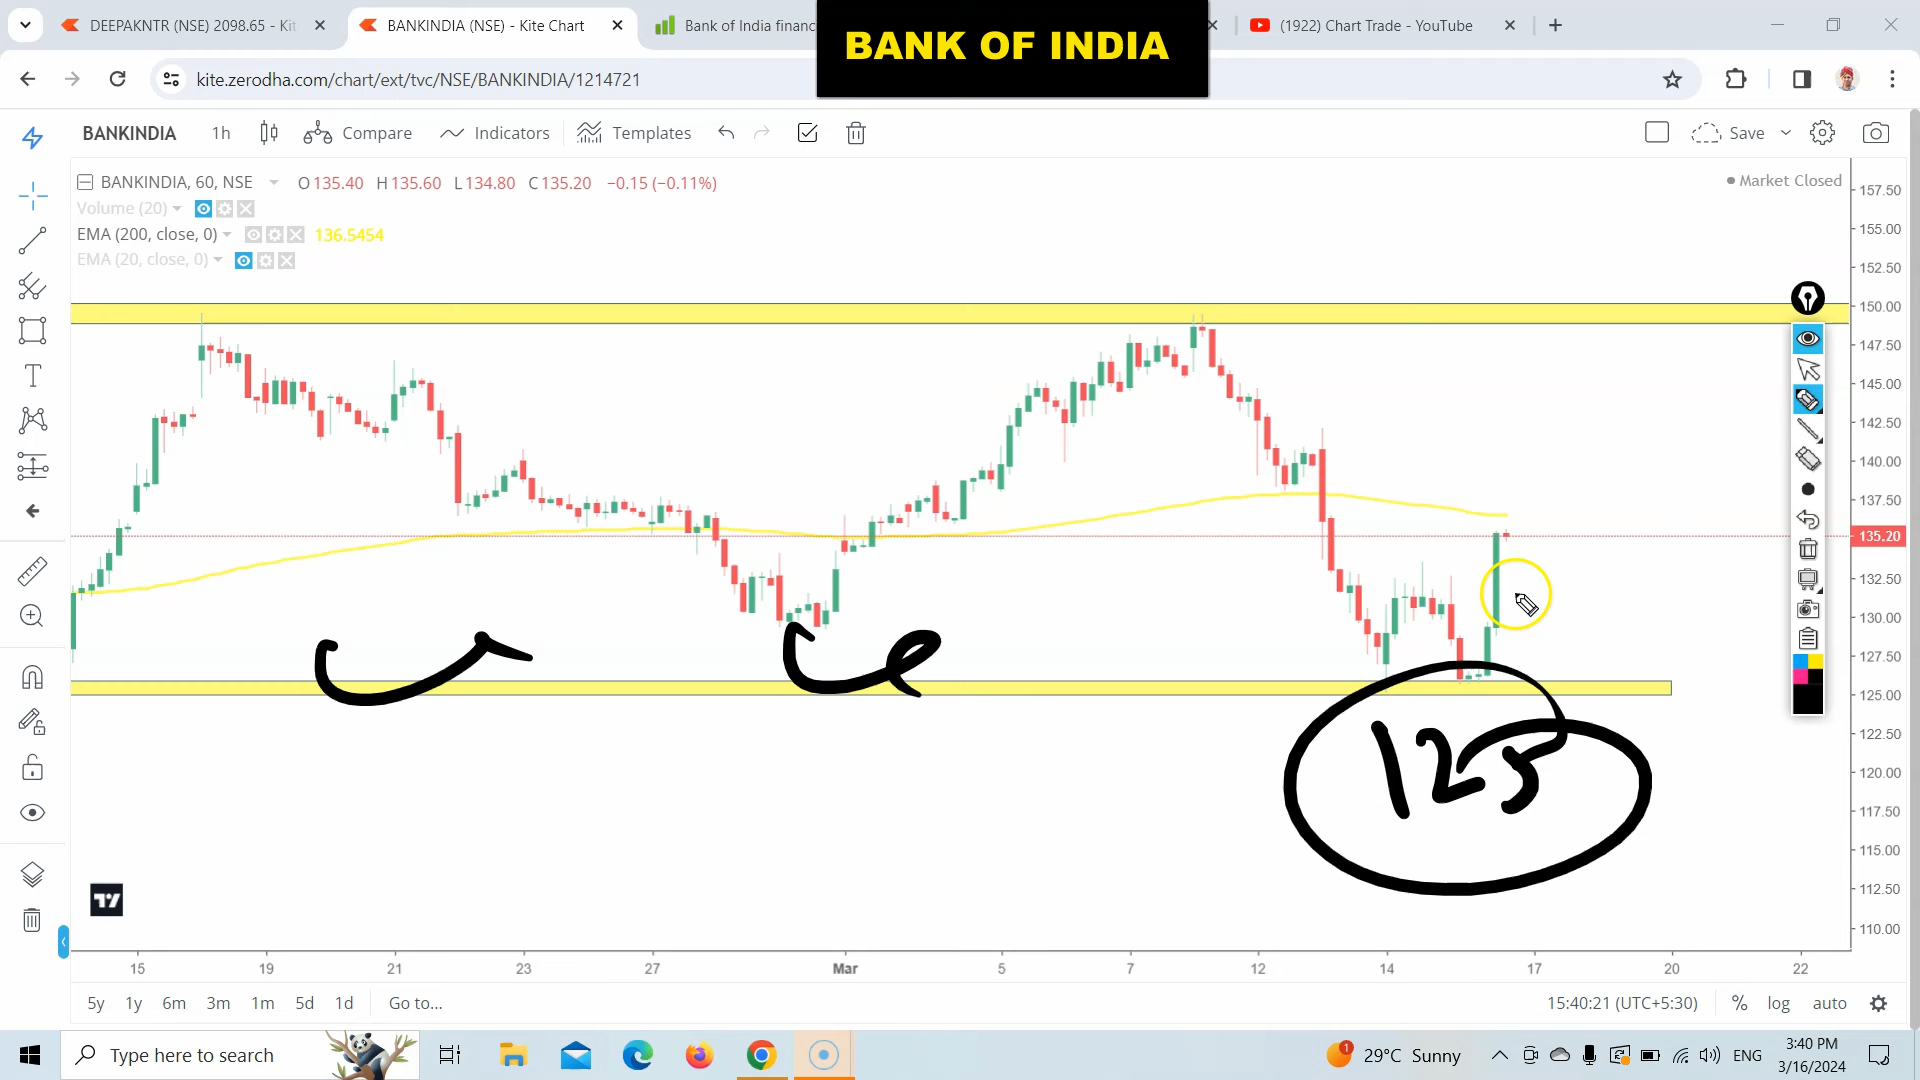 DEEPAKNTR (NSE) 2098.65 - Kit
BANKINDIA (NSE) - Kite Chart
Bank of India financ
(1922) Chart Trade - YouTube
BANK OF INDIA
kite.zerodha.com/chart/ext/tvc/NSE/BANKINDIA/1214721
BANKINDIA 1h Compare Indicators Templates Save
BANKINDIA, 60, NSE O135.40 H135.60 L134.80 C135.20 −0.15 (−0.11%)
Market Closed
Volume (20)
EMA (200, close, 0) 136.5454
EMA (20, close, 0)
157.50
155.00
152.50
150.00
147.50
145.00
142.50
140.00
137.50
135.20
132.50
130.00
127.50
125.00
122.50
120.00
117.50
115.00
112.50
110.00
125
15 19 21 23 27 Mar 5 7 12 14 17 20 22
5y 1y 6m 3m 1m 5d 1d Go to... 15:40:21 (UTC+5:30) % log auto
Type here to search
1
29°C Sunny
ENG
3:40 PM
3/16/2024